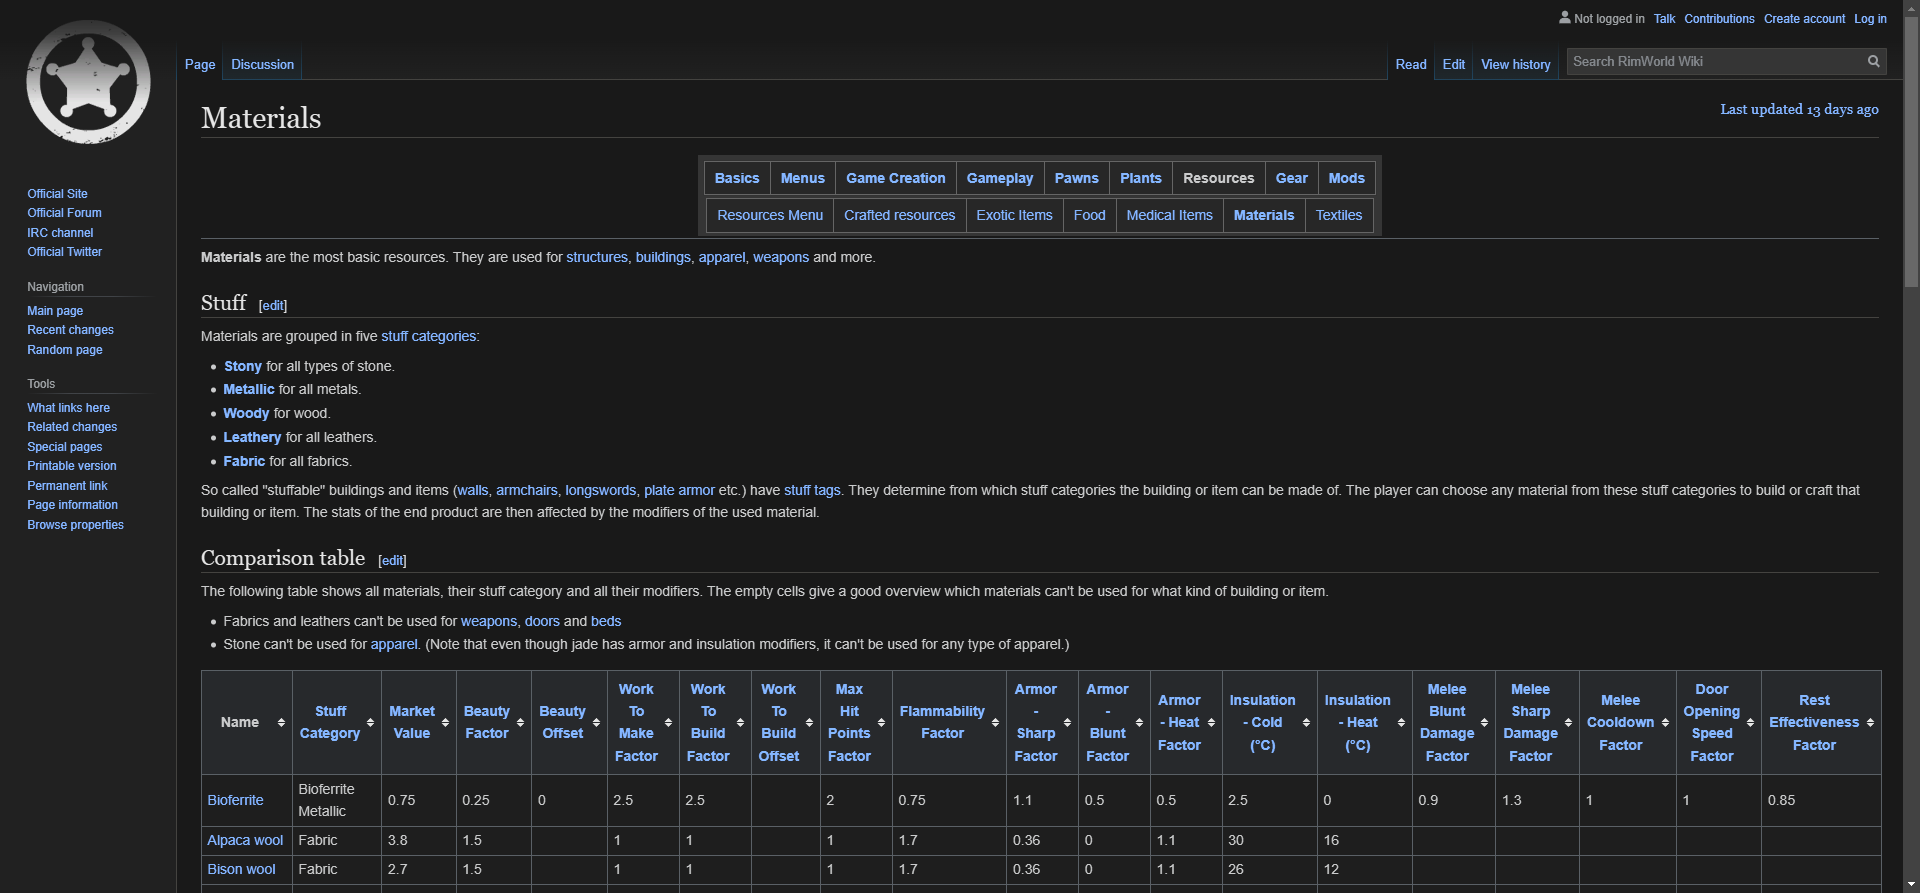 Not logged in Talk Contributions Create account Log in
Page Discussion Read Edit View history Search RimWorld Wiki
Materials
Last updated 13 days ago
Official Site
Official Forum
IRC channel
Official Twitter
Navigation
Main page
Recent changes
Random page
Tools
What links here
Related changes
Special pages
Printable version
Permanent link
Page information
Browse properties
Basics Menus Game Creation Gameplay Pawns Plants Resources Gear Mods
Resources Menu Crafted resources Exotic Items Food Medical Items Materials Textiles
Materials are the most basic resources. They are used for structures, buildings, apparel, weapons and more.
Stuff [edit]
Materials are grouped in five stuff categories:
• Stony for all types of stone.
• Metallic for all metals.
• Woody for wood.
• Leathery for all leathers.
• Fabric for all fabrics.
So called "stuffable" buildings and items (walls, armchairs, longswords, plate armor etc.) have stuff tags. They determine from which stuff categories the building or item can be made of. The player can choose any material from these stuff categories to build or craft that
building or item. The stats of the end product are then affected by the modifiers of the used material.
Comparison table [edit]
The following table shows all materials, their stuff category and all their modifiers. The empty cells give a good overview which materials can't be used for what kind of building or item.
• Fabrics and leathers can't be used for weapons, doors and beds
• Stone can't be used for apparel. (Note that even though jade has armor and insulation modifiers, it can't be used for any type of apparel.)
Name
Stuff
Category
Market
Value
Beauty
Factor
Beauty
Offset
Work
To
Make
Factor
Work
To
Build
Factor
Work
To
Build
Offset
Max
Hit
Points
Factor
Flammability
Factor
Armor
-
Sharp
Factor
Armor
-
Blunt
Factor
Armor
- Heat
Factor
Insulation
- Cold
(°C)
Insulation
- Heat
(°C)
Melee
Blunt
Damage
Factor
Melee
Sharp
Damage
Factor
Melee
Cooldown
Factor
Door
Opening
Speed
Factor
Rest
Effectiveness
Factor
Bioferrite
Bioferrite
Metallic
0.75 0.25 0 2.5 2.5 2 0.75 1.1 0.5 0.5 2.5 0 0.9 1.3 1 1 0.85
Alpaca wool Fabric 3.8 1.5 1 1 1 1.7 0.36 0 1.1 30 16
Bison wool Fabric 2.7 1.5 1 1 1 1.7 0.36 0 1.1 26 12